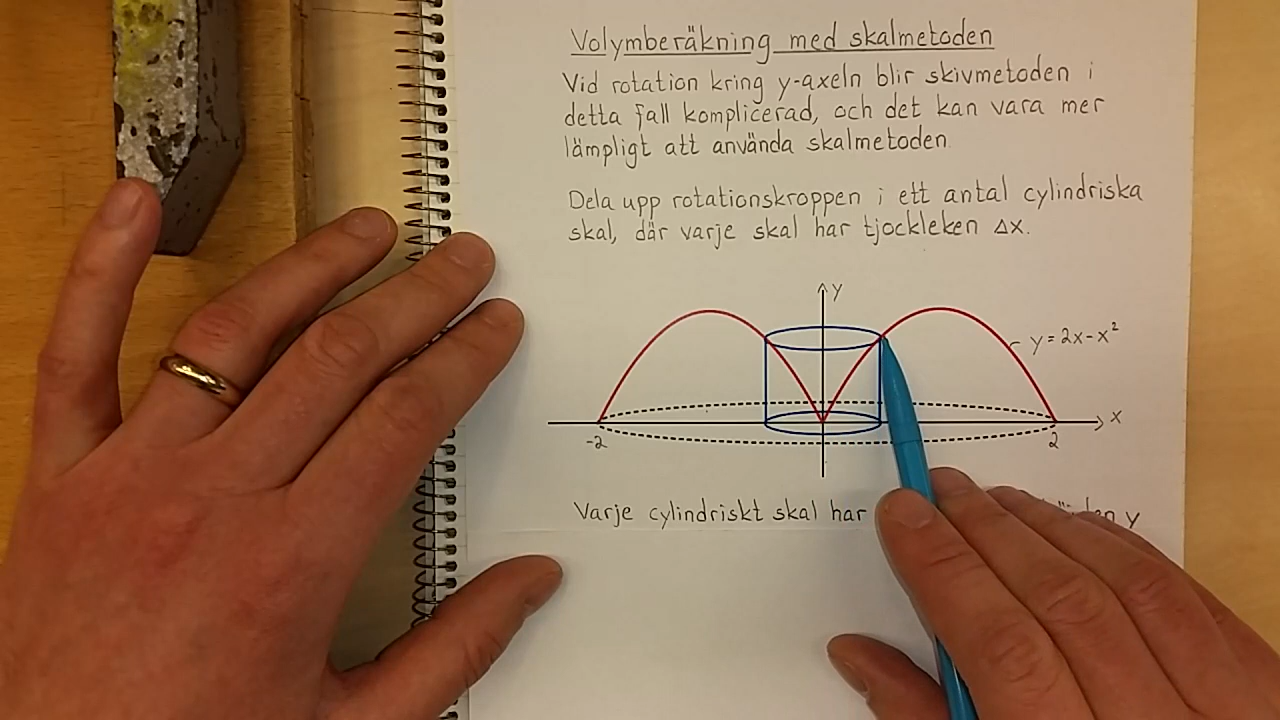 Volymberäkning med skalmetoden
Vid rotation kring y-axeln blir skivmetoden i
detta fall komplicerad, och det kan vara mer
lämpligt att använda skalmetoden.
Dela upp rotationskroppen i ett antal cylindriska
skal, där varje skal har tjockleken Δx.
y
y = 2x - x²
x
-2
2
Varje cylindriskt skal har y